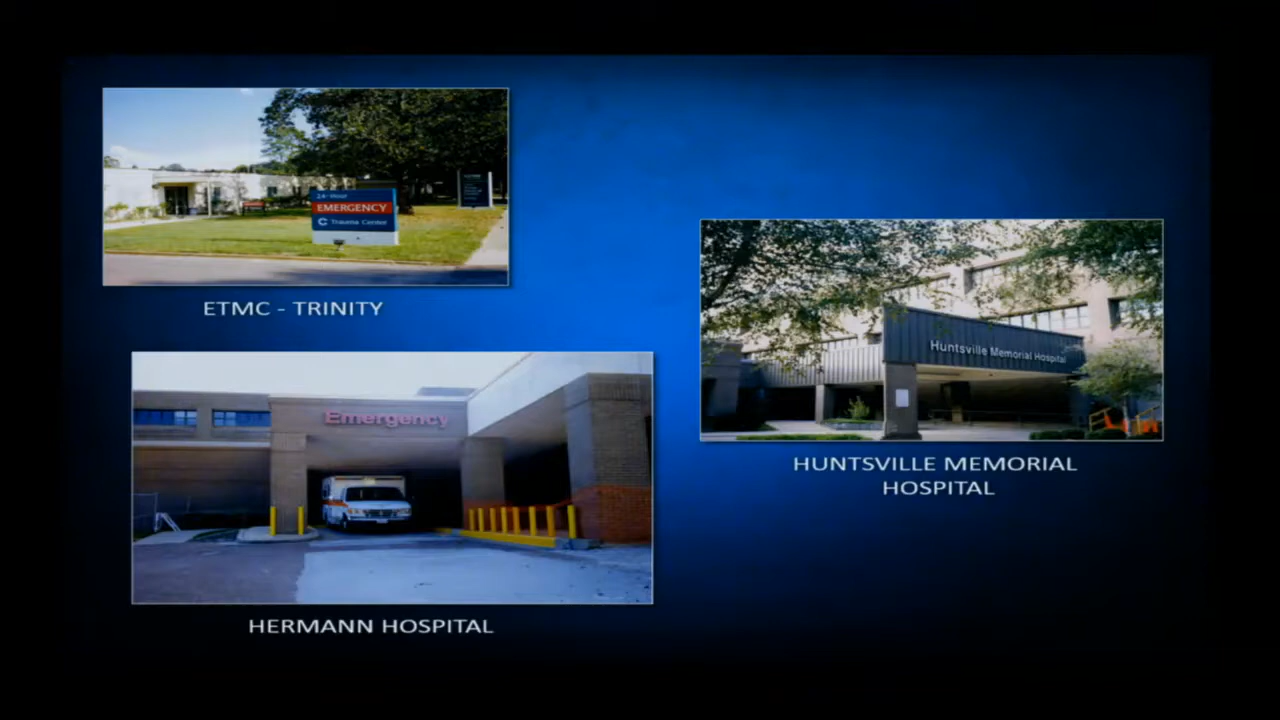 24-Hour
EMERGENCY
C Trauma Center
ETMC - TRINITY
Huntsville Memorial Hospital
Emergency
HUNTSVILLE MEMORIAL
HOSPITAL
HERMANN HOSPITAL